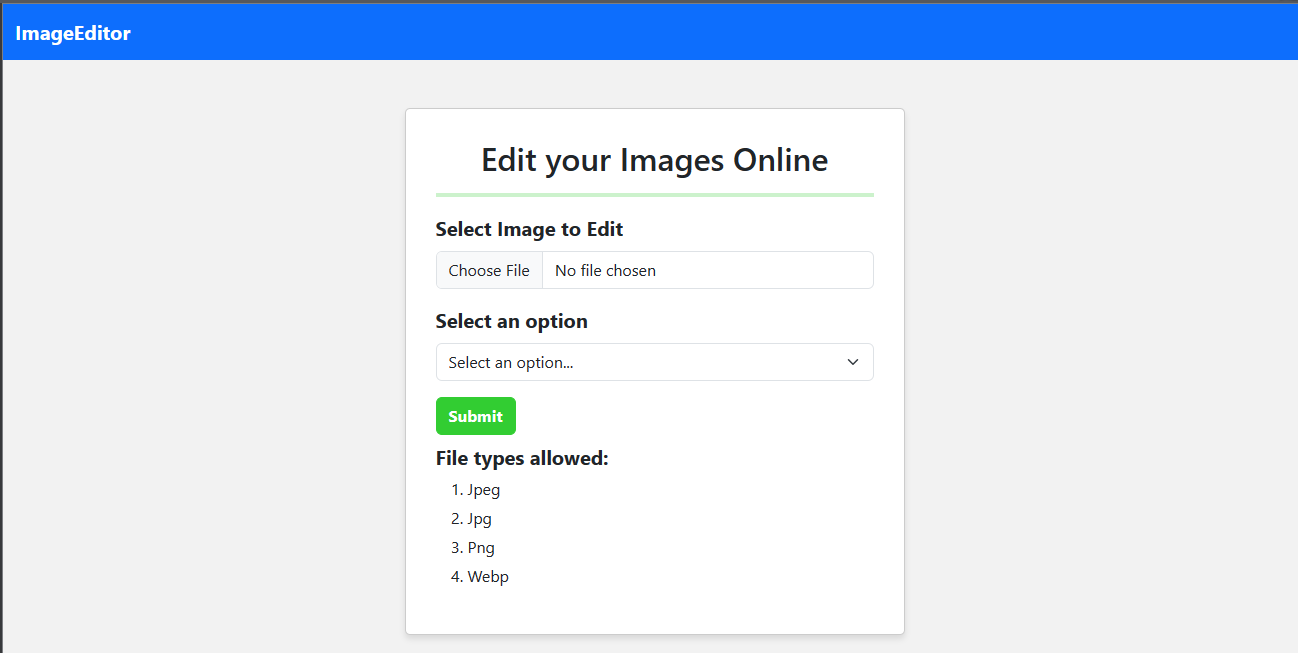 ImageEditor
Edit your Images Online
Select Image to Edit
Choose File No file chosen
Select an option
Select an option...
Submit
File types allowed:
1. Jpeg
2. Jpg
3. Png
4. Webp